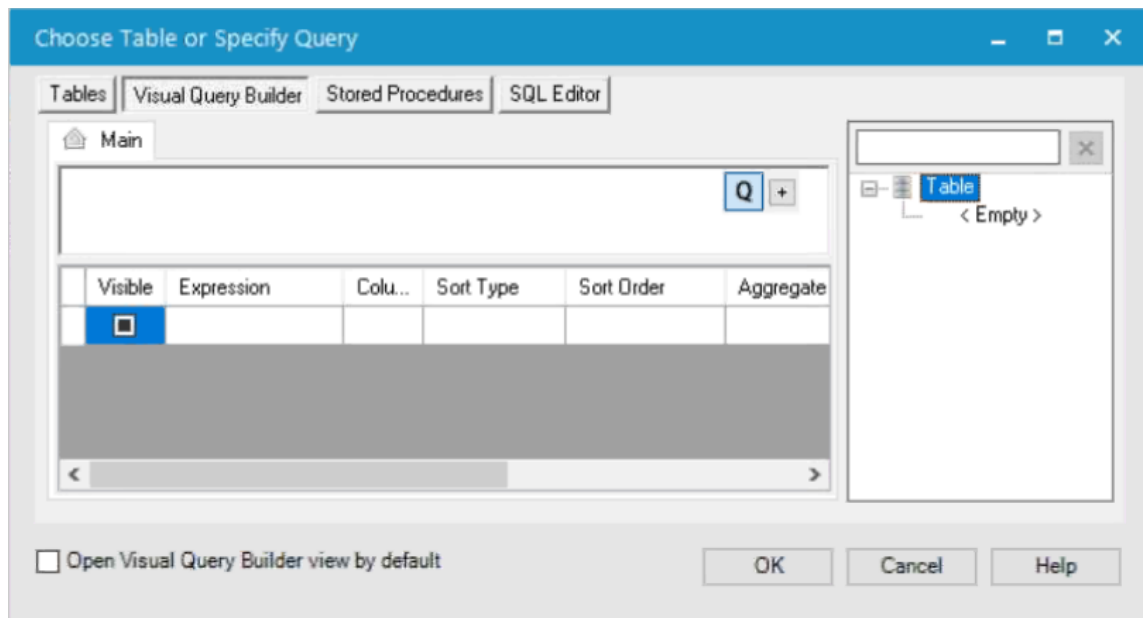 Choose Table or Specify Query
Tables Visual Query Builder Stored Procedures SQL Editor
Main
Q +
Table
< Empty >
Visible Expression Colu... Sort Type Sort Order Aggregate
Open Visual Query Builder view by default
OK Cancel Help